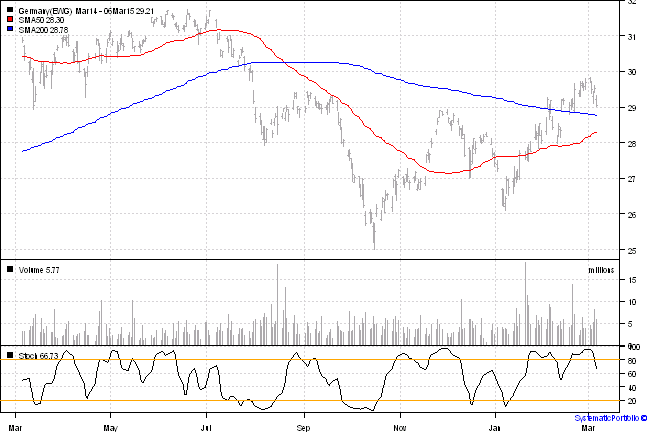 Germany(EWG) Mar14 - 06Mar15 29.21
SMA50 28.30
SMA200 28.78
32
31
30
29
28
27
26
25
Volume 5.77
millions
15
10
5
0
Stoch 66.73
100
80
60
40
20
Mar May Jul Sep Nov Jan Mar
SystematicPortfolio ©